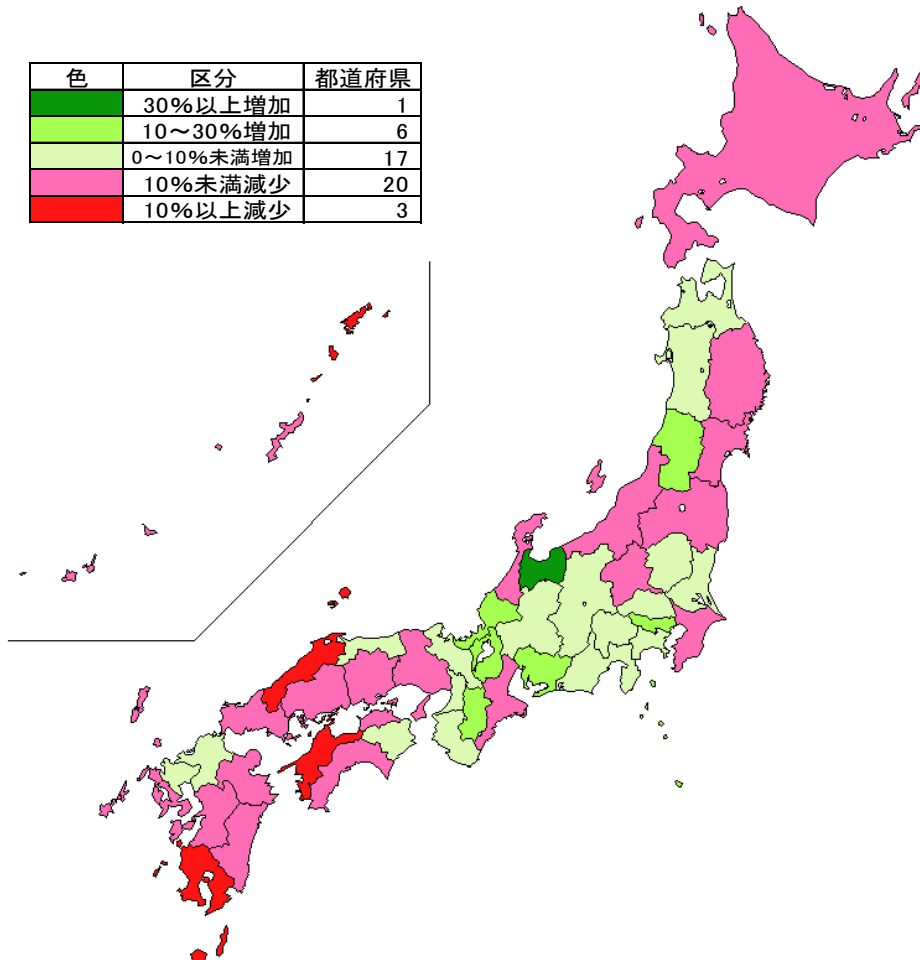 色 区分 都道府県
30%以上増加 1
10～30%増加 6
0～10%未満増加 17
10%未満減少 20
10%以上減少 3